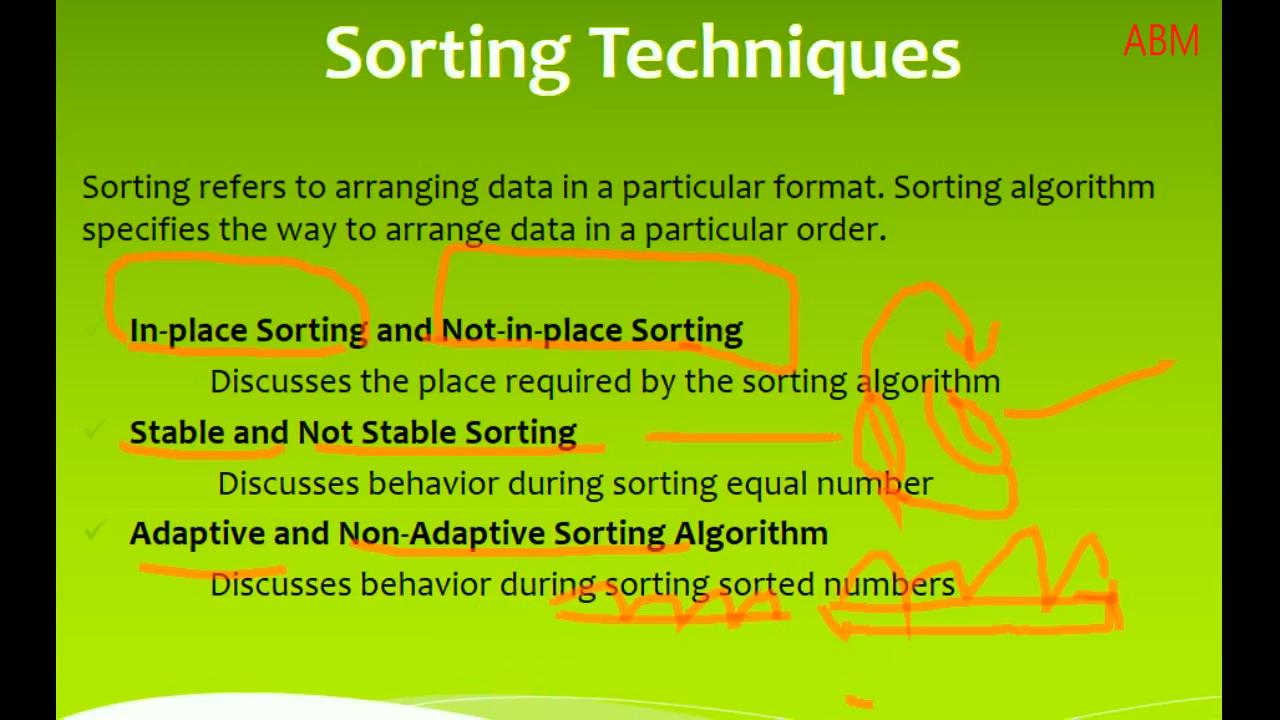 Sorting Techniques
ABM
Sorting refers to arranging data in a particular format. Sorting algorithm
specifies the way to arrange data in a particular order.
In-place Sorting and Not-in-place Sorting
Discusses the place required by the sorting algorithm
Stable and Not Stable Sorting
Discusses behavior during sorting equal number
Adaptive and Non-Adaptive Sorting Algorithm
Discusses behavior during sorting sorted numbers